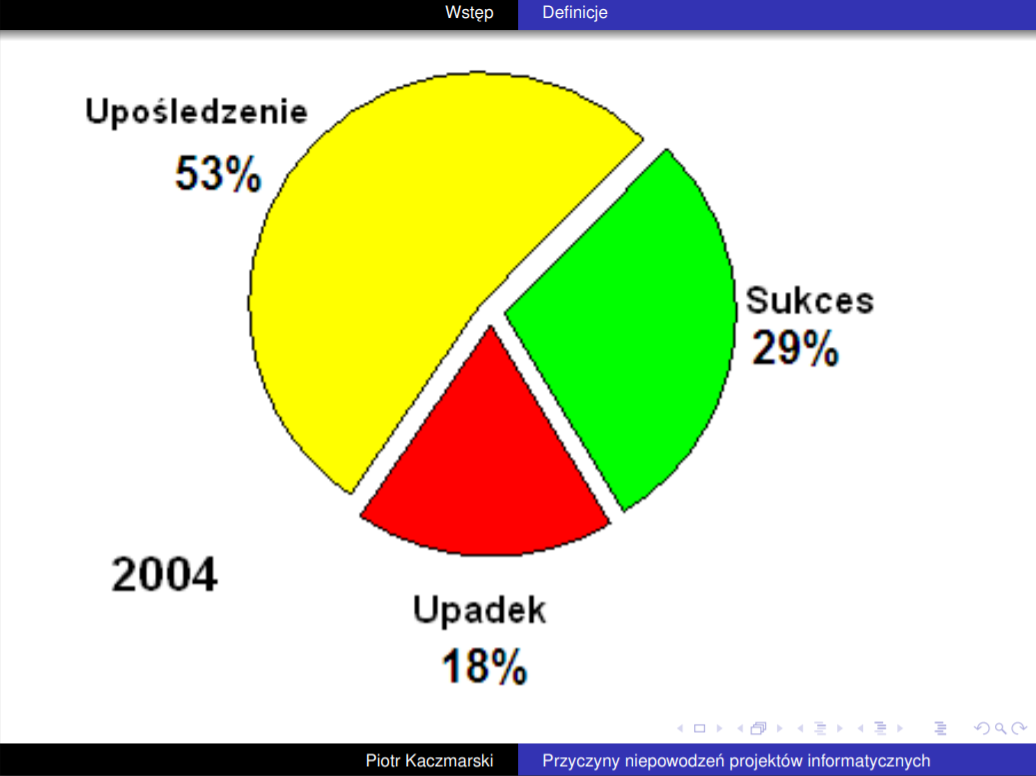 Wstęp
Definicje
Upośledzenie
53%
Sukces
29%
2004
Upadek
18%
Piotr Kaczmarski
Przyczyny niepowodzeń projektów informatycznych